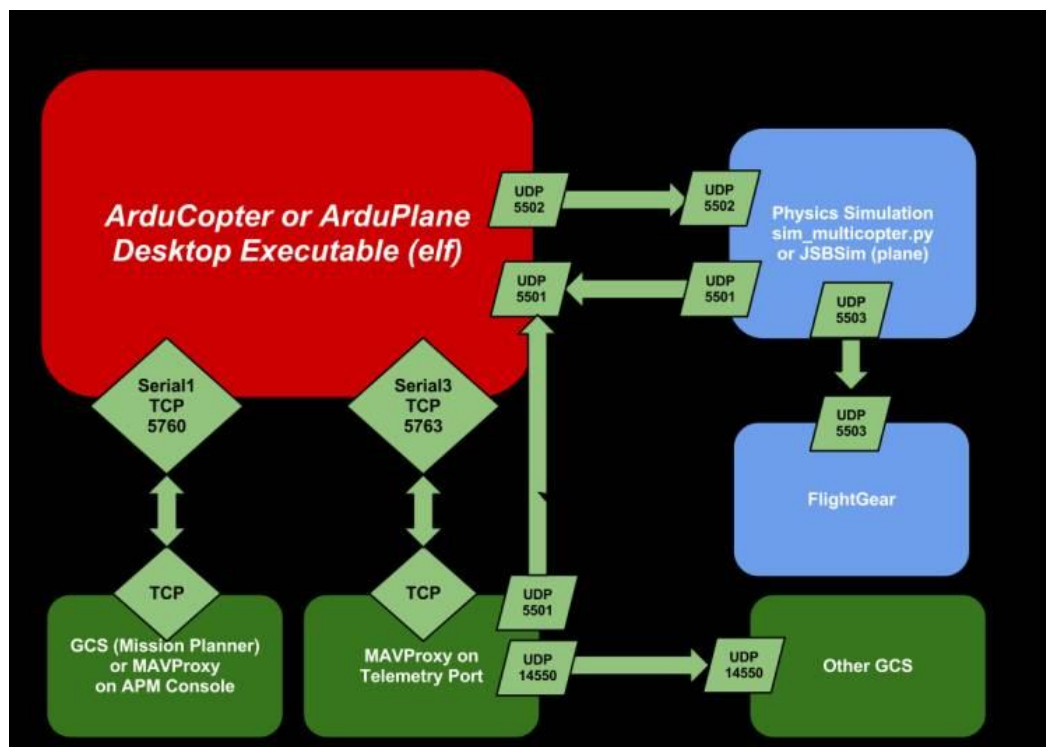 ArduCopter or ArduPlane
Desktop Executable (elf)
UDP
5502
UDP
5502
Physics Simulation
sim_multicopter.py
or JSBSim (plane)
UDP
5501
UDP
5501
UDP
5503
Serial1
TCP
5760
Serial3
TCP
5763
UDP
5503
FlightGear
TCP
TCP
UDP
5501
GCS (Mission Planner)
or MAVProxy
on APM Console
MAVProxy on
Telemetry Port
UDP
14550
UDP
14550
Other GCS